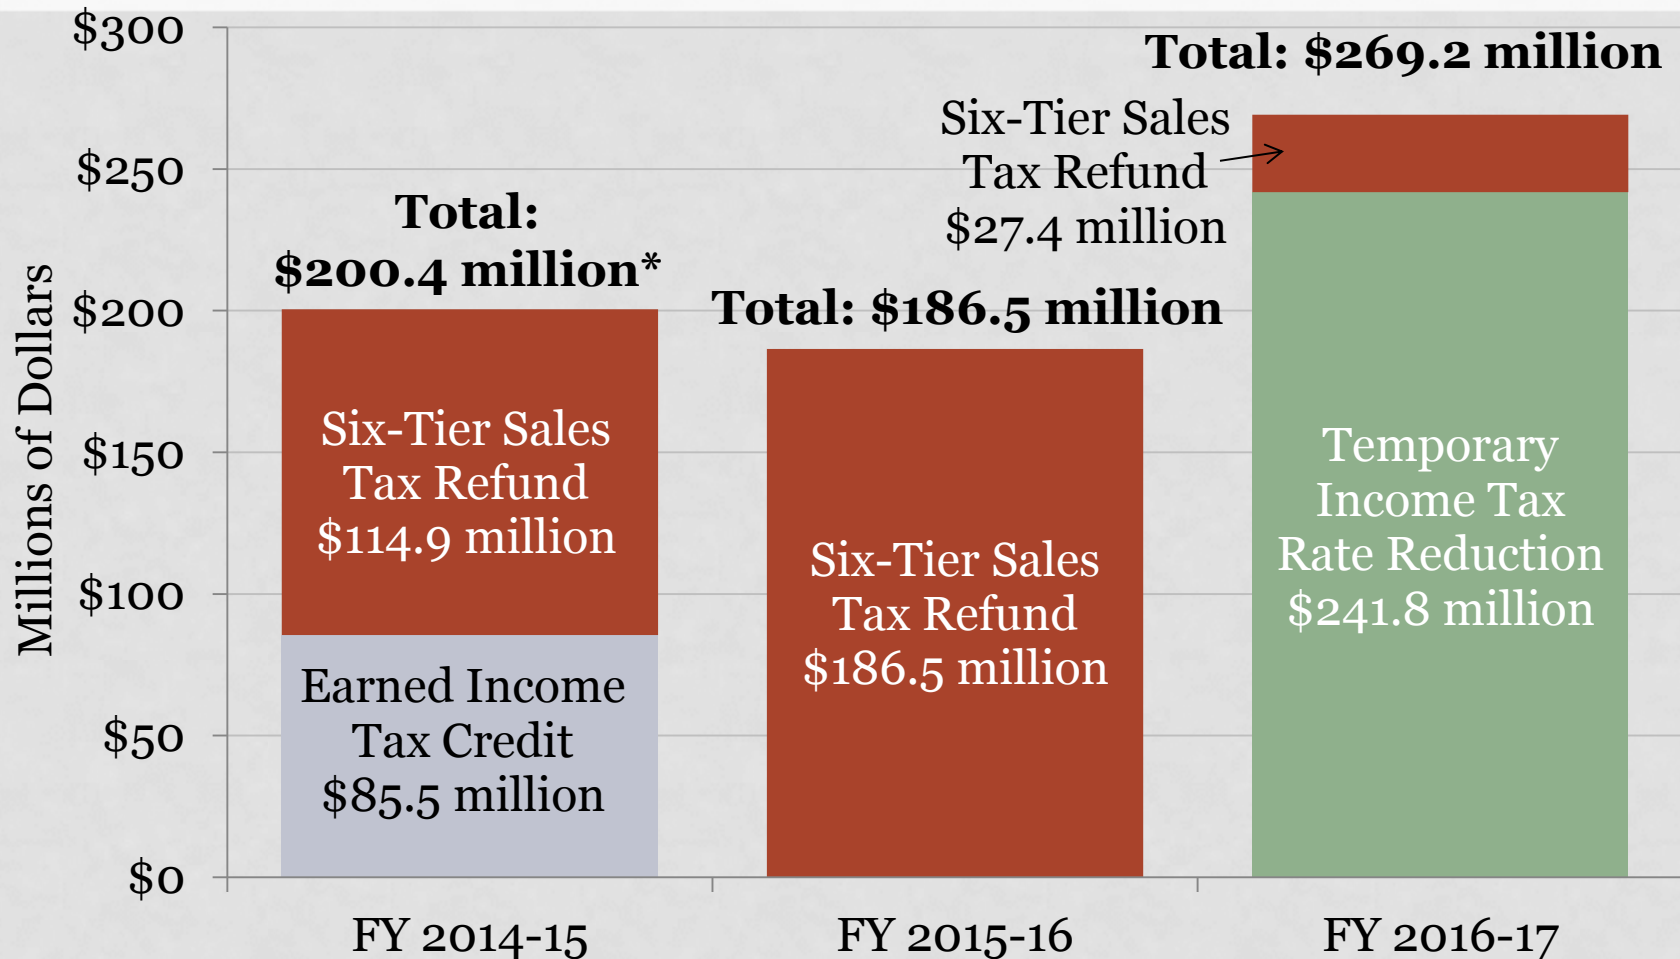 Millions of Dollars
$300
$250
$200
$150
$100
$50
$0
Total:
$200.4 million*
Six-Tier Sales
Tax Refund
$114.9 million
Earned Income
Tax Credit
$85.5 million
Total: $186.5 million
Six-Tier Sales
Tax Refund
$186.5 million
Total: $269.2 million
Six-Tier Sales
Tax Refund
$27.4 million
Temporary
Income Tax
Rate Reduction
$241.8 million
FY 2014-15
FY 2015-16
FY 2016-17